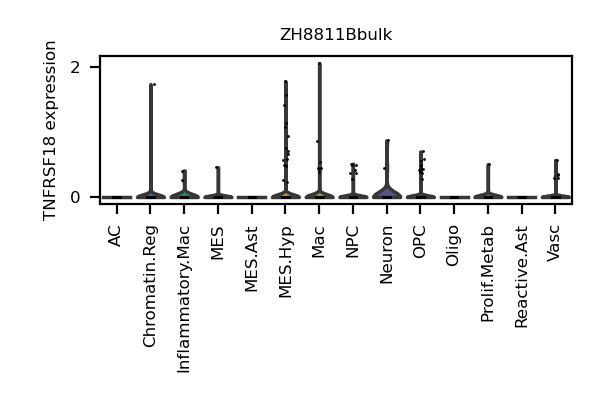 ZH8811Bbulk
TNFRSF18 expression
2
0
AC
Chromatin.Reg
Inflammatory.Mac
MES
MES.Ast
MES.Hyp
Mac
NPC
Neuron
OPC
Oligo
Prolif.Metab
Reactive.Ast
Vasc